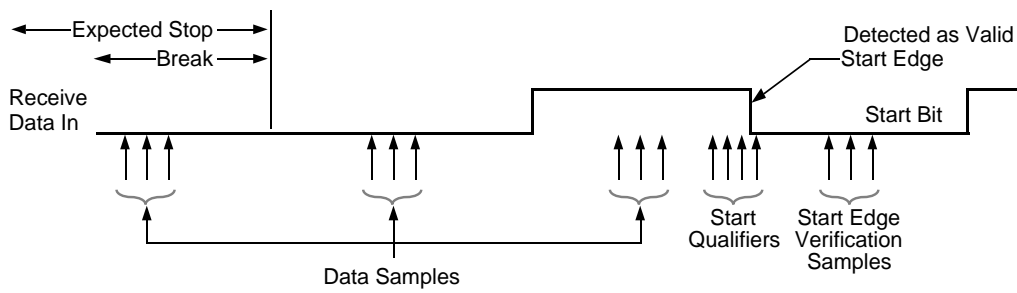 Expected Stop
Break
Receive
Data In
Detected as Valid
Start Edge
Start Bit
Start
Qualifiers
Start Edge
Verification
Samples
Data Samples